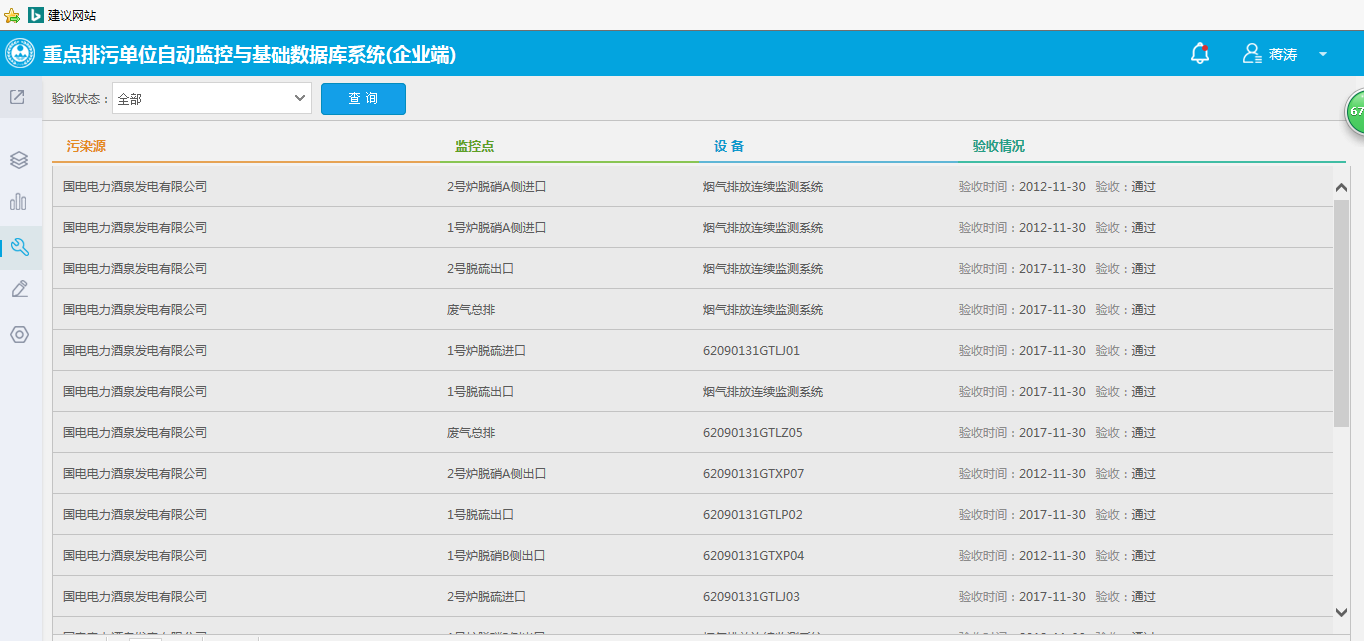 建议网站
重点排污单位自动监控与基础数据库系统(企业端)
蒋涛
验收状态：全部 查 询
67
污染源 监控点 设 备 验收情况
国电电力酒泉发电有限公司 2号炉脱硝A侧进口 烟气排放连续监测系统 验收时间：2012-11-30 验收：通过
国电电力酒泉发电有限公司 1号炉脱硝A侧进口 烟气排放连续监测系统 验收时间：2012-11-30 验收：通过
国电电力酒泉发电有限公司 2号脱硫出口 烟气排放连续监测系统 验收时间：2017-11-30 验收：通过
国电电力酒泉发电有限公司 废气总排 烟气排放连续监测系统 验收时间：2017-11-30 验收：通过
国电电力酒泉发电有限公司 1号炉脱硫进口 62090131GTLJ01 验收时间：2017-11-30 验收：通过
国电电力酒泉发电有限公司 1号脱硫出口 烟气排放连续监测系统 验收时间：2017-11-30 验收：通过
国电电力酒泉发电有限公司 废气总排 62090131GTLZ05 验收时间：2017-11-30 验收：通过
国电电力酒泉发电有限公司 2号炉脱硝A侧出口 62090131GTXP07 验收时间：2012-11-30 验收：通过
国电电力酒泉发电有限公司 1号脱硫出口 62090131GTLP02 验收时间：2017-11-30 验收：通过
国电电力酒泉发电有限公司 1号炉脱硝B侧出口 62090131GTXP04 验收时间：2012-11-30 验收：通过
国电电力酒泉发电有限公司 2号炉脱硫进口 62090131GTLJ03 验收时间：2017-11-30 验收：通过